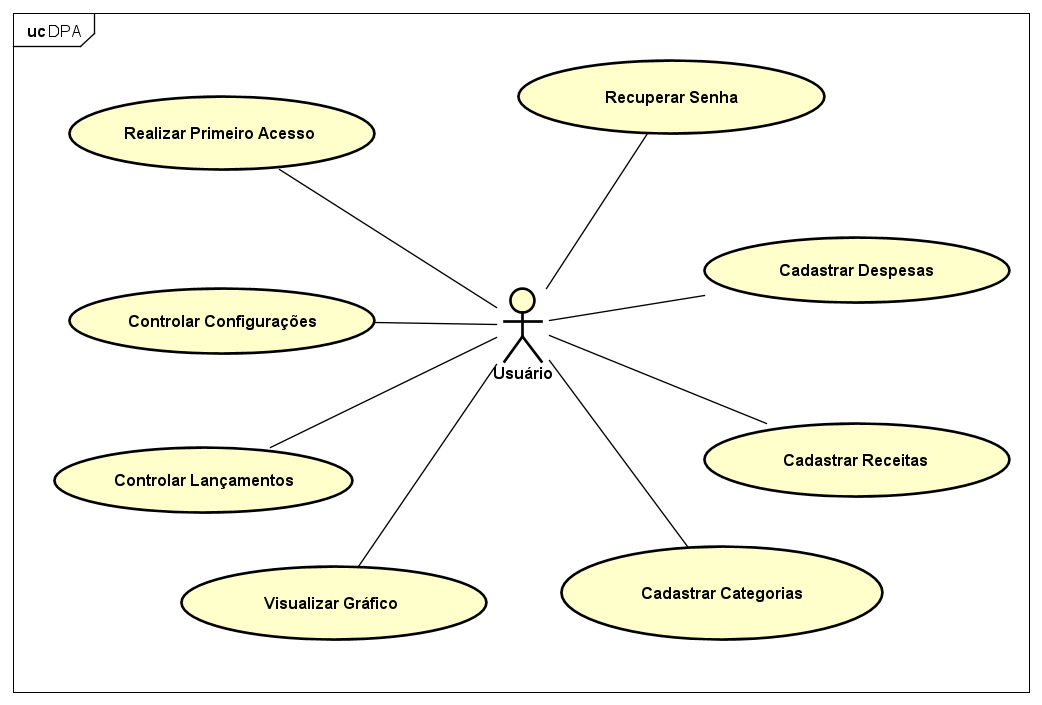 uc DPA
Recuperar Senha
Realizar Primeiro Acesso
Cadastrar Despesas
Controlar Configurações
Usuário
Cadastrar Receitas
Controlar Lançamentos
Cadastrar Categorias
Visualizar Gráfico